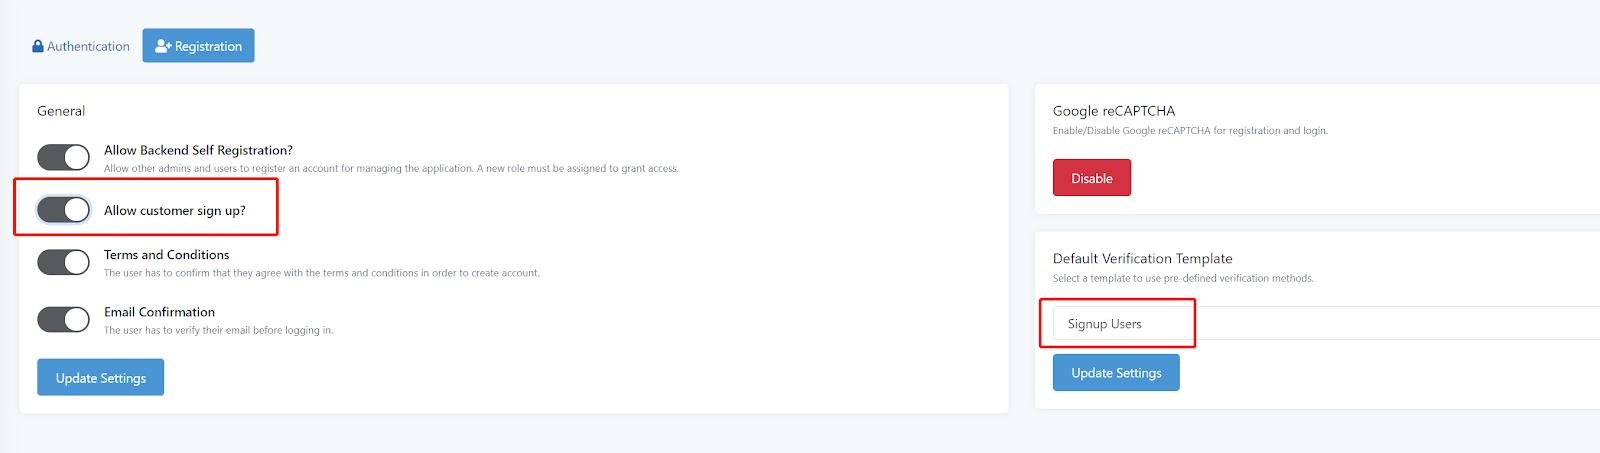 Authentication
Registration
General
Allow Backend Self Registration?
Allow other admins and users to register an account for managing the application. A new role must be assigned to grant access.
Allow customer sign up?
Terms and Conditions
The user has to confirm that they agree with the terms and conditions in order to create account.
Email Confirmation
The user has to verify their email before logging in.
Update Settings
Google reCAPTCHA
Enable/Disable Google reCAPTCHA for registration and login.
Disable
Default Verification Template
Select a template to use pre-defined verification methods.
Signup Users
Update Settings